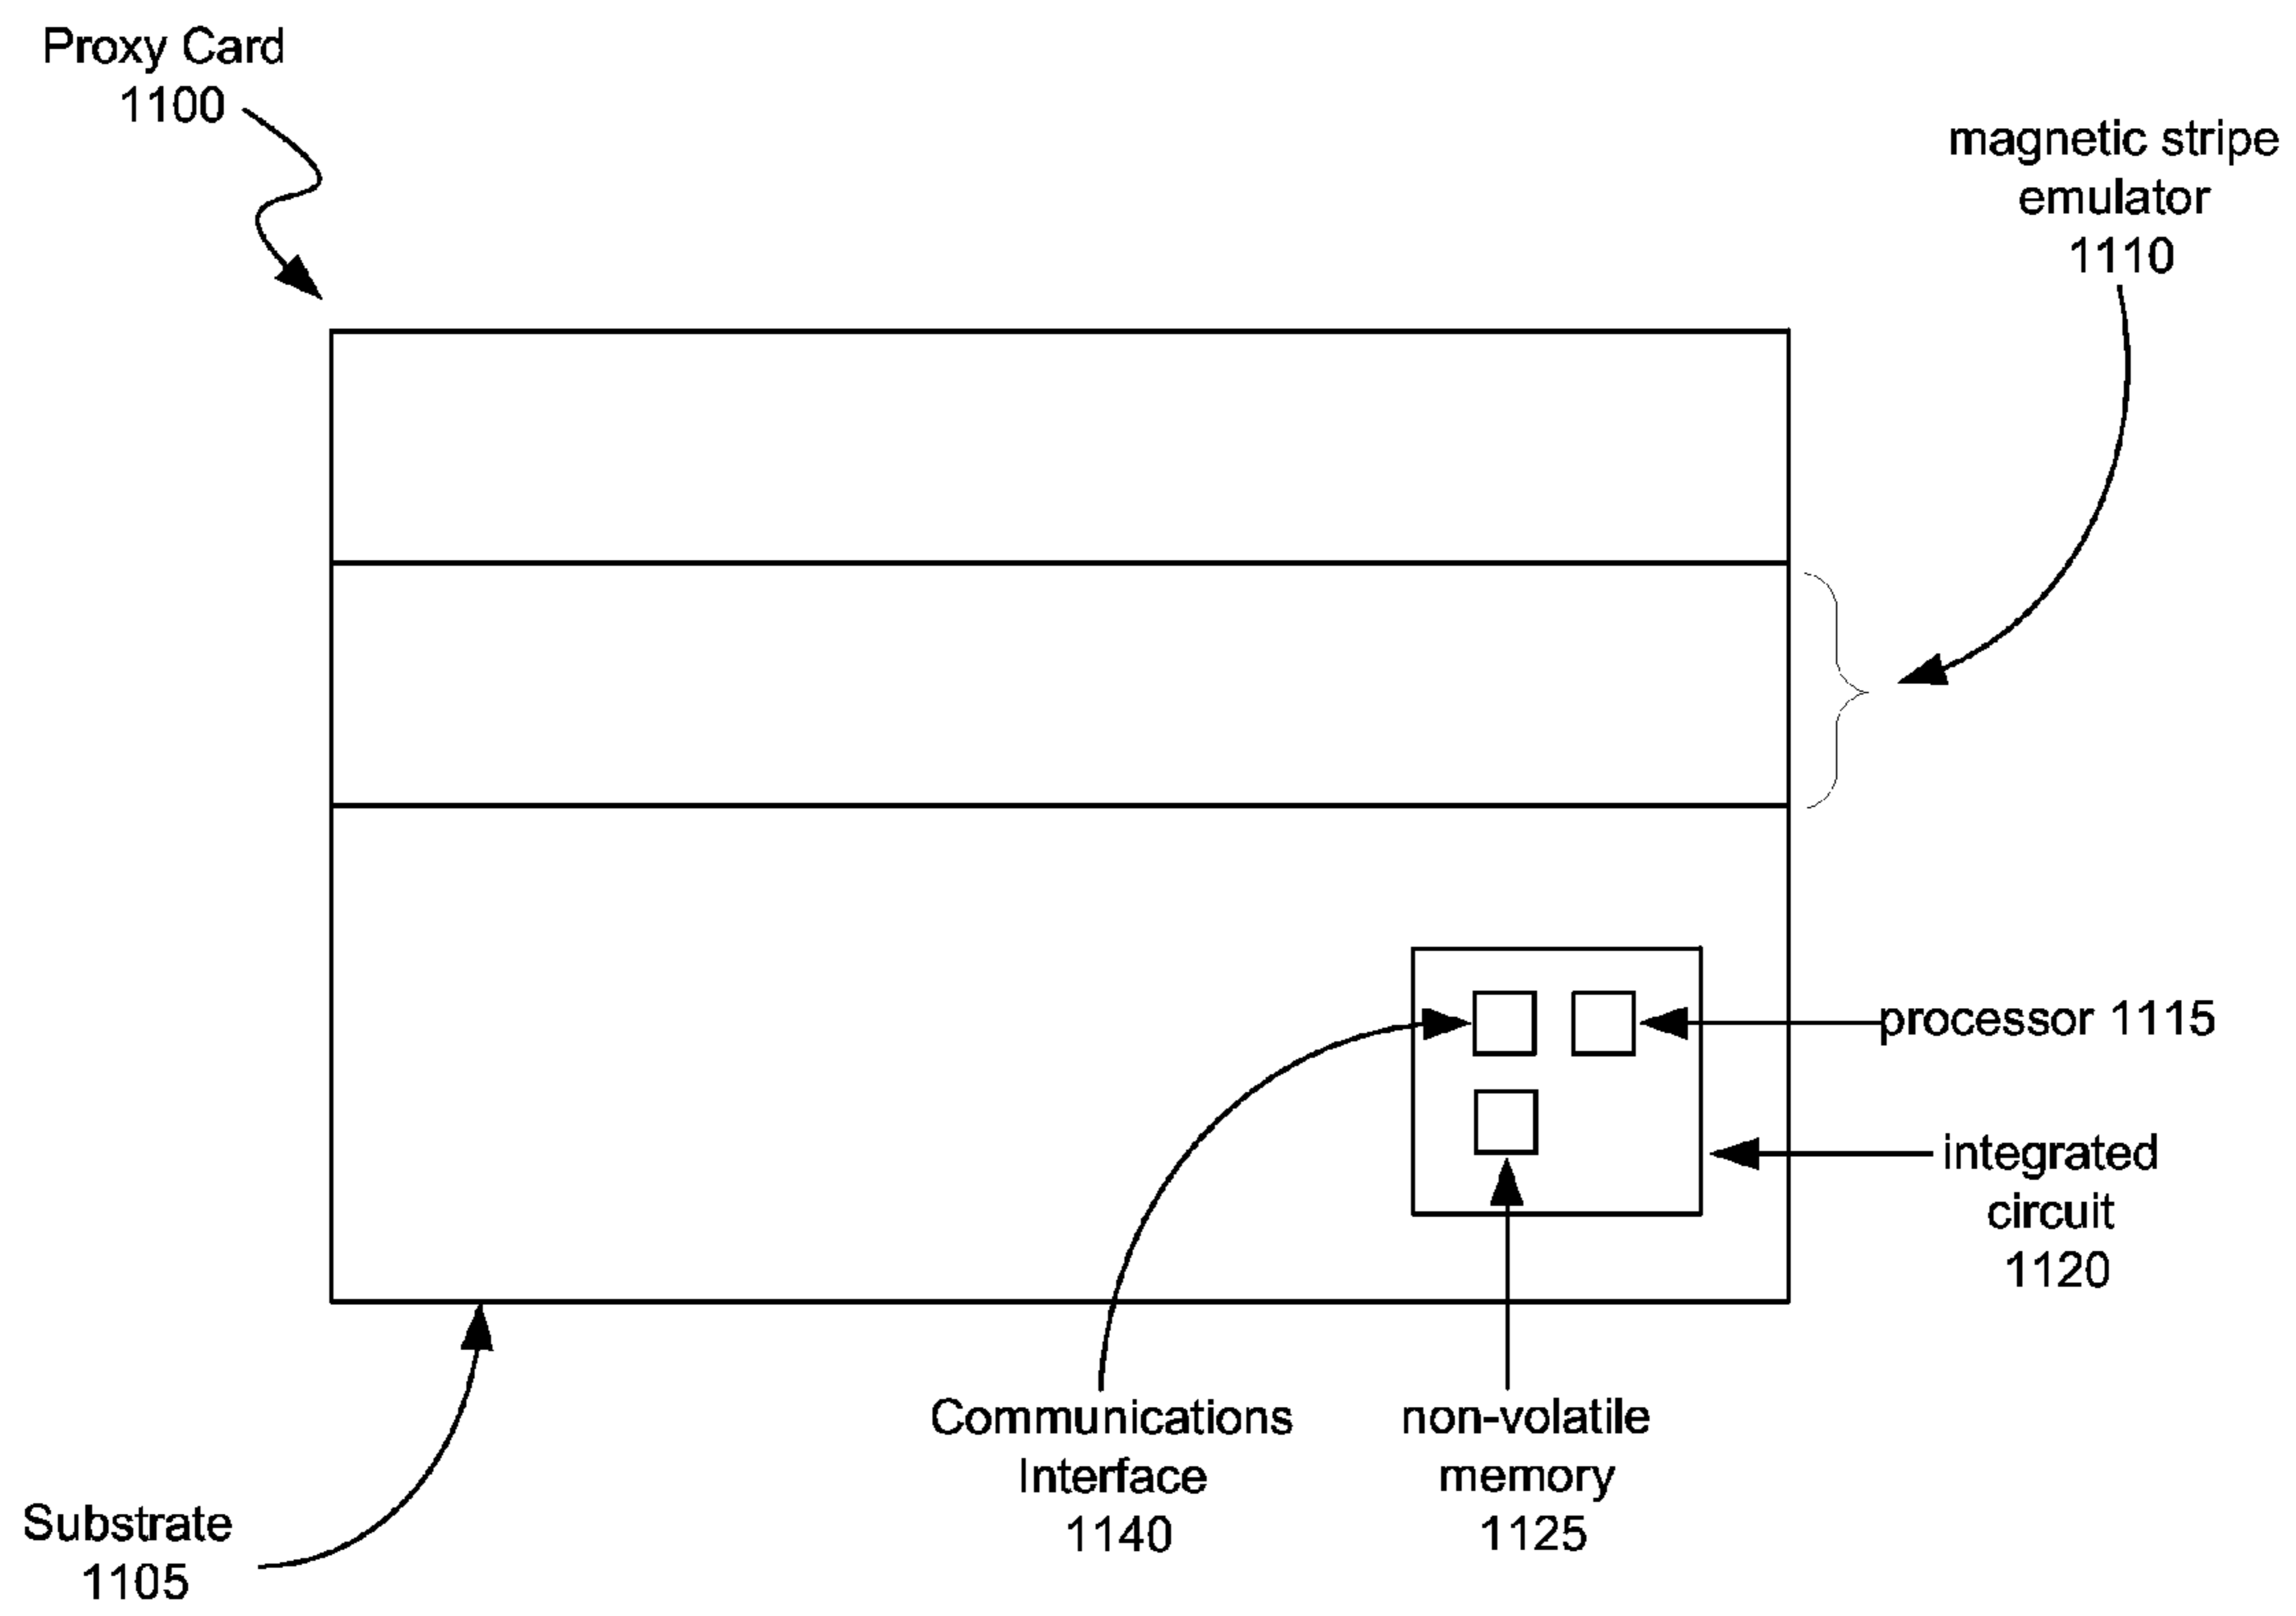 Proxy Card
1100
magnetic stripe
emulator
1110
processor 1115
integrated
circuit
1120
Communications
Interface
1140
non-volatile
memory
1125
Substrate
1105